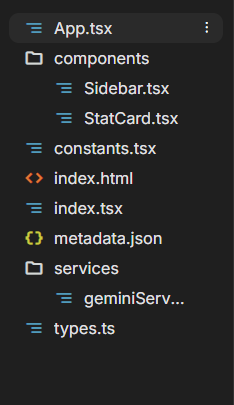 App.tsx
components
Sidebar.tsx
StatCard.tsx
constants.tsx
index.html
index.tsx
metadata.json
services
geminiServ...
types.ts